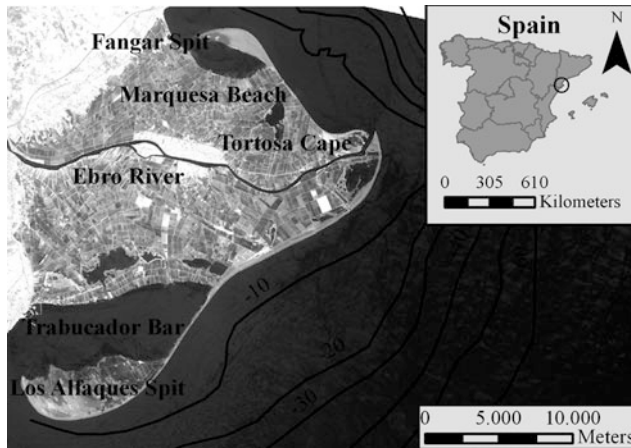 Fangar Spit
Marquesa Beach
Tortosa Cape
Ebro River
Trabucador Bar
Los Alfaques Spit
-10
-20
-30
Spain
N
0 305 610
Kilometers
0 5.000 10.000
Meters